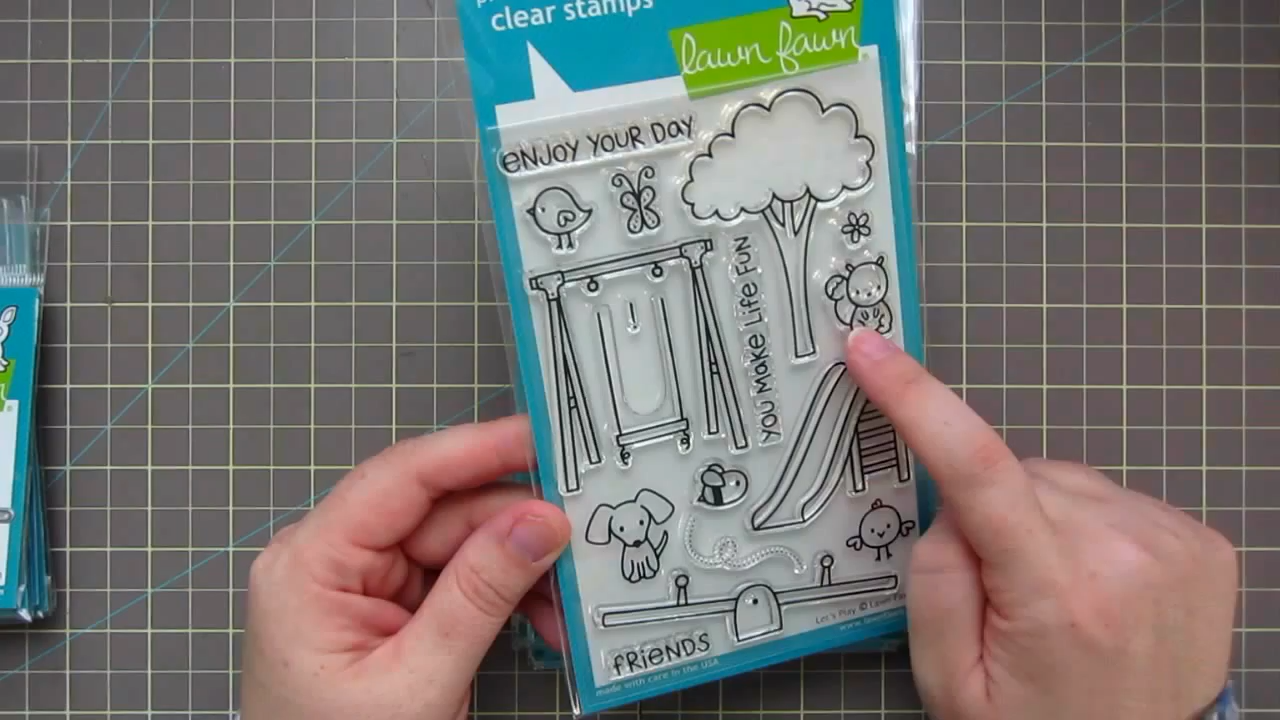 clear stamps
lawn fawn
ENJOY YOUR DAY
YOU Make Life FUN
Let's Play © Lawn
FRIENDS
made with care in the USA